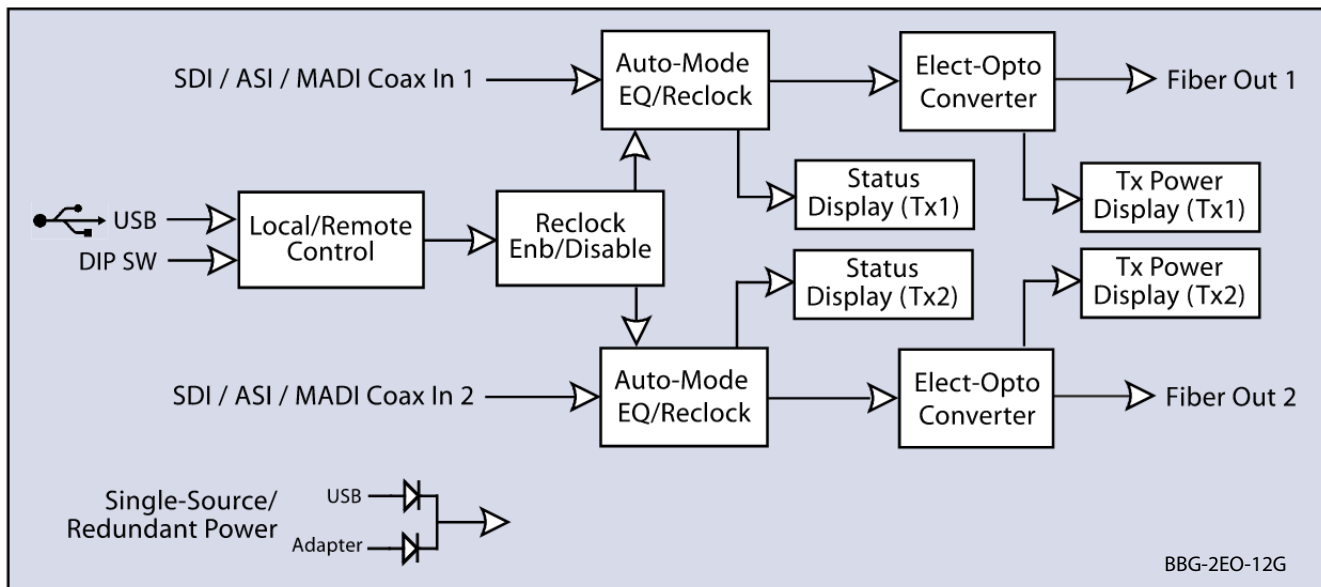 SDI / ASI / MADI Coax In 1
Auto-Mode
EQ/Reclock
Elect-Opto
Converter
Fiber Out 1
Status
Display (Tx1)
Tx Power
Display (Tx1)
USB
DIP SW
Local/Remote
Control
Reclock
Enb/Disable
Status
Display (Tx2)
Tx Power
Display (Tx2)
SDI / ASI / MADI Coax In 2
Auto-Mode
EQ/Reclock
Elect-Opto
Converter
Fiber Out 2
Single-Source/
Redundant Power
USB
Adapter
BBG-2EO-12G